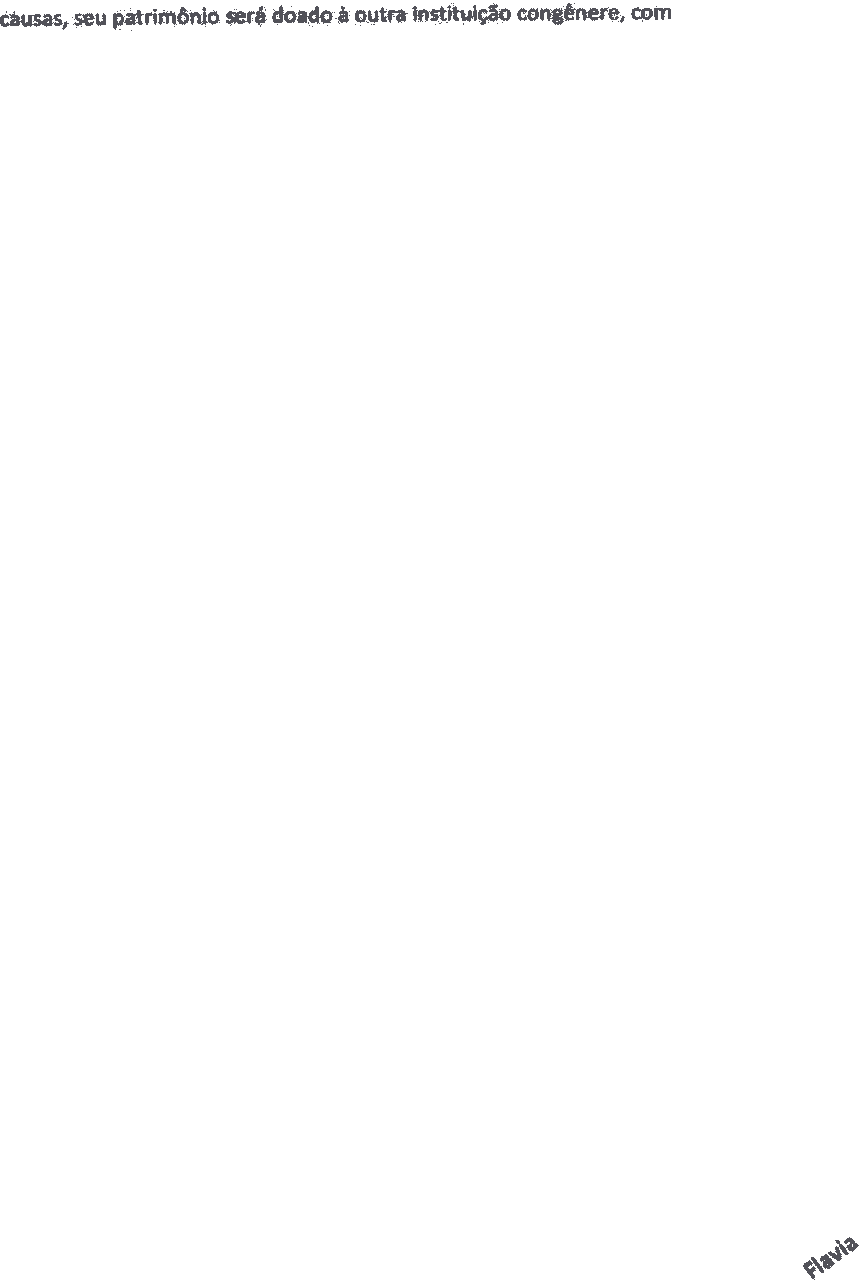 causas, seu patrimônio será doado à outra instituição congênere, com
Flavia